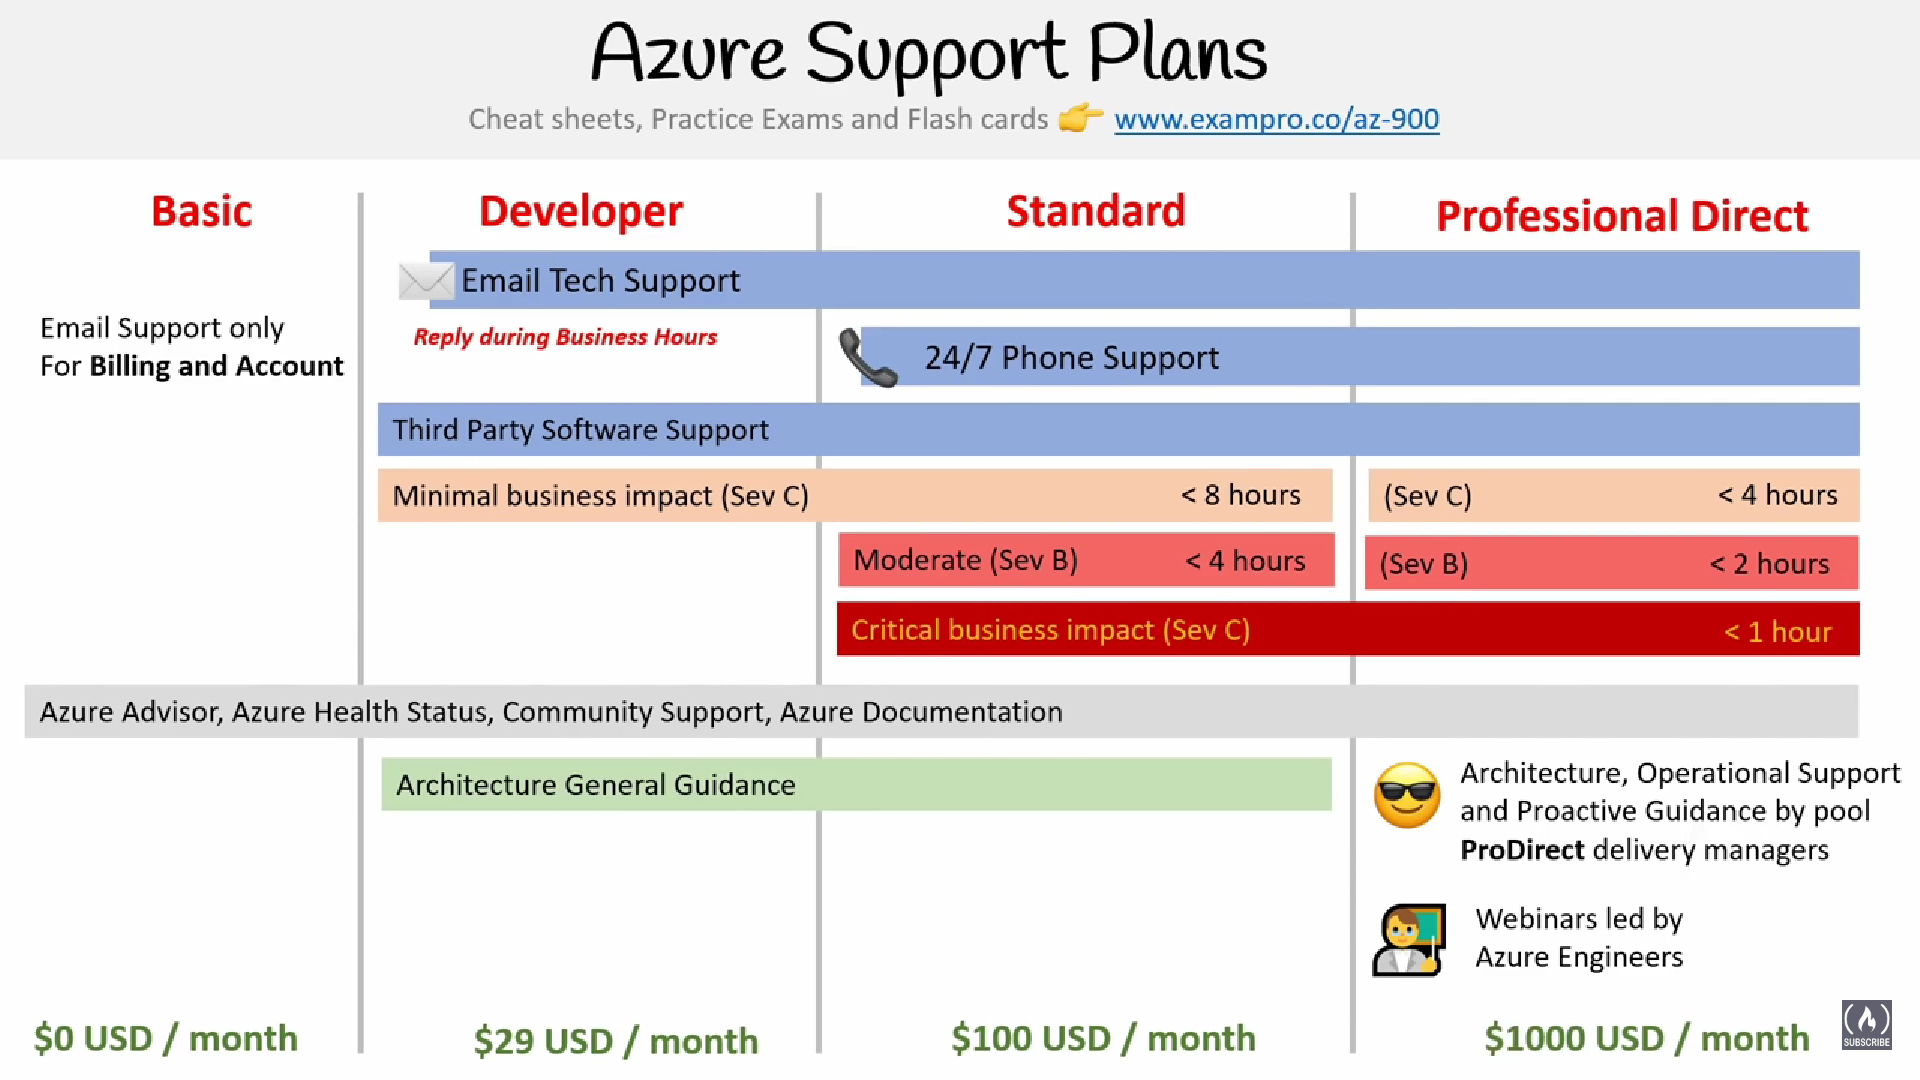 Azure Support Plans
Cheat sheets, Practice Exams and Flash cards 👉 www.exampro.co/az-900
Basic
Developer
Standard
Professional Direct
Email Tech Support
Email Support only
For Billing and Account
Reply during Business Hours
24/7 Phone Support
Third Party Software Support
Minimal business impact (Sev C) < 8 hours
(Sev C) < 4 hours
Moderate (Sev B) < 4 hours
(Sev B) < 2 hours
Critical business impact (Sev C) < 1 hour
Azure Advisor, Azure Health Status, Community Support, Azure Documentation
Architecture General Guidance
Architecture, Operational Support
and Proactive Guidance by pool
ProDirect delivery managers
Webinars led by
Azure Engineers
$0 USD / month
$29 USD / month
$100 USD / month
$1000 USD / month
SUBSCRIBE